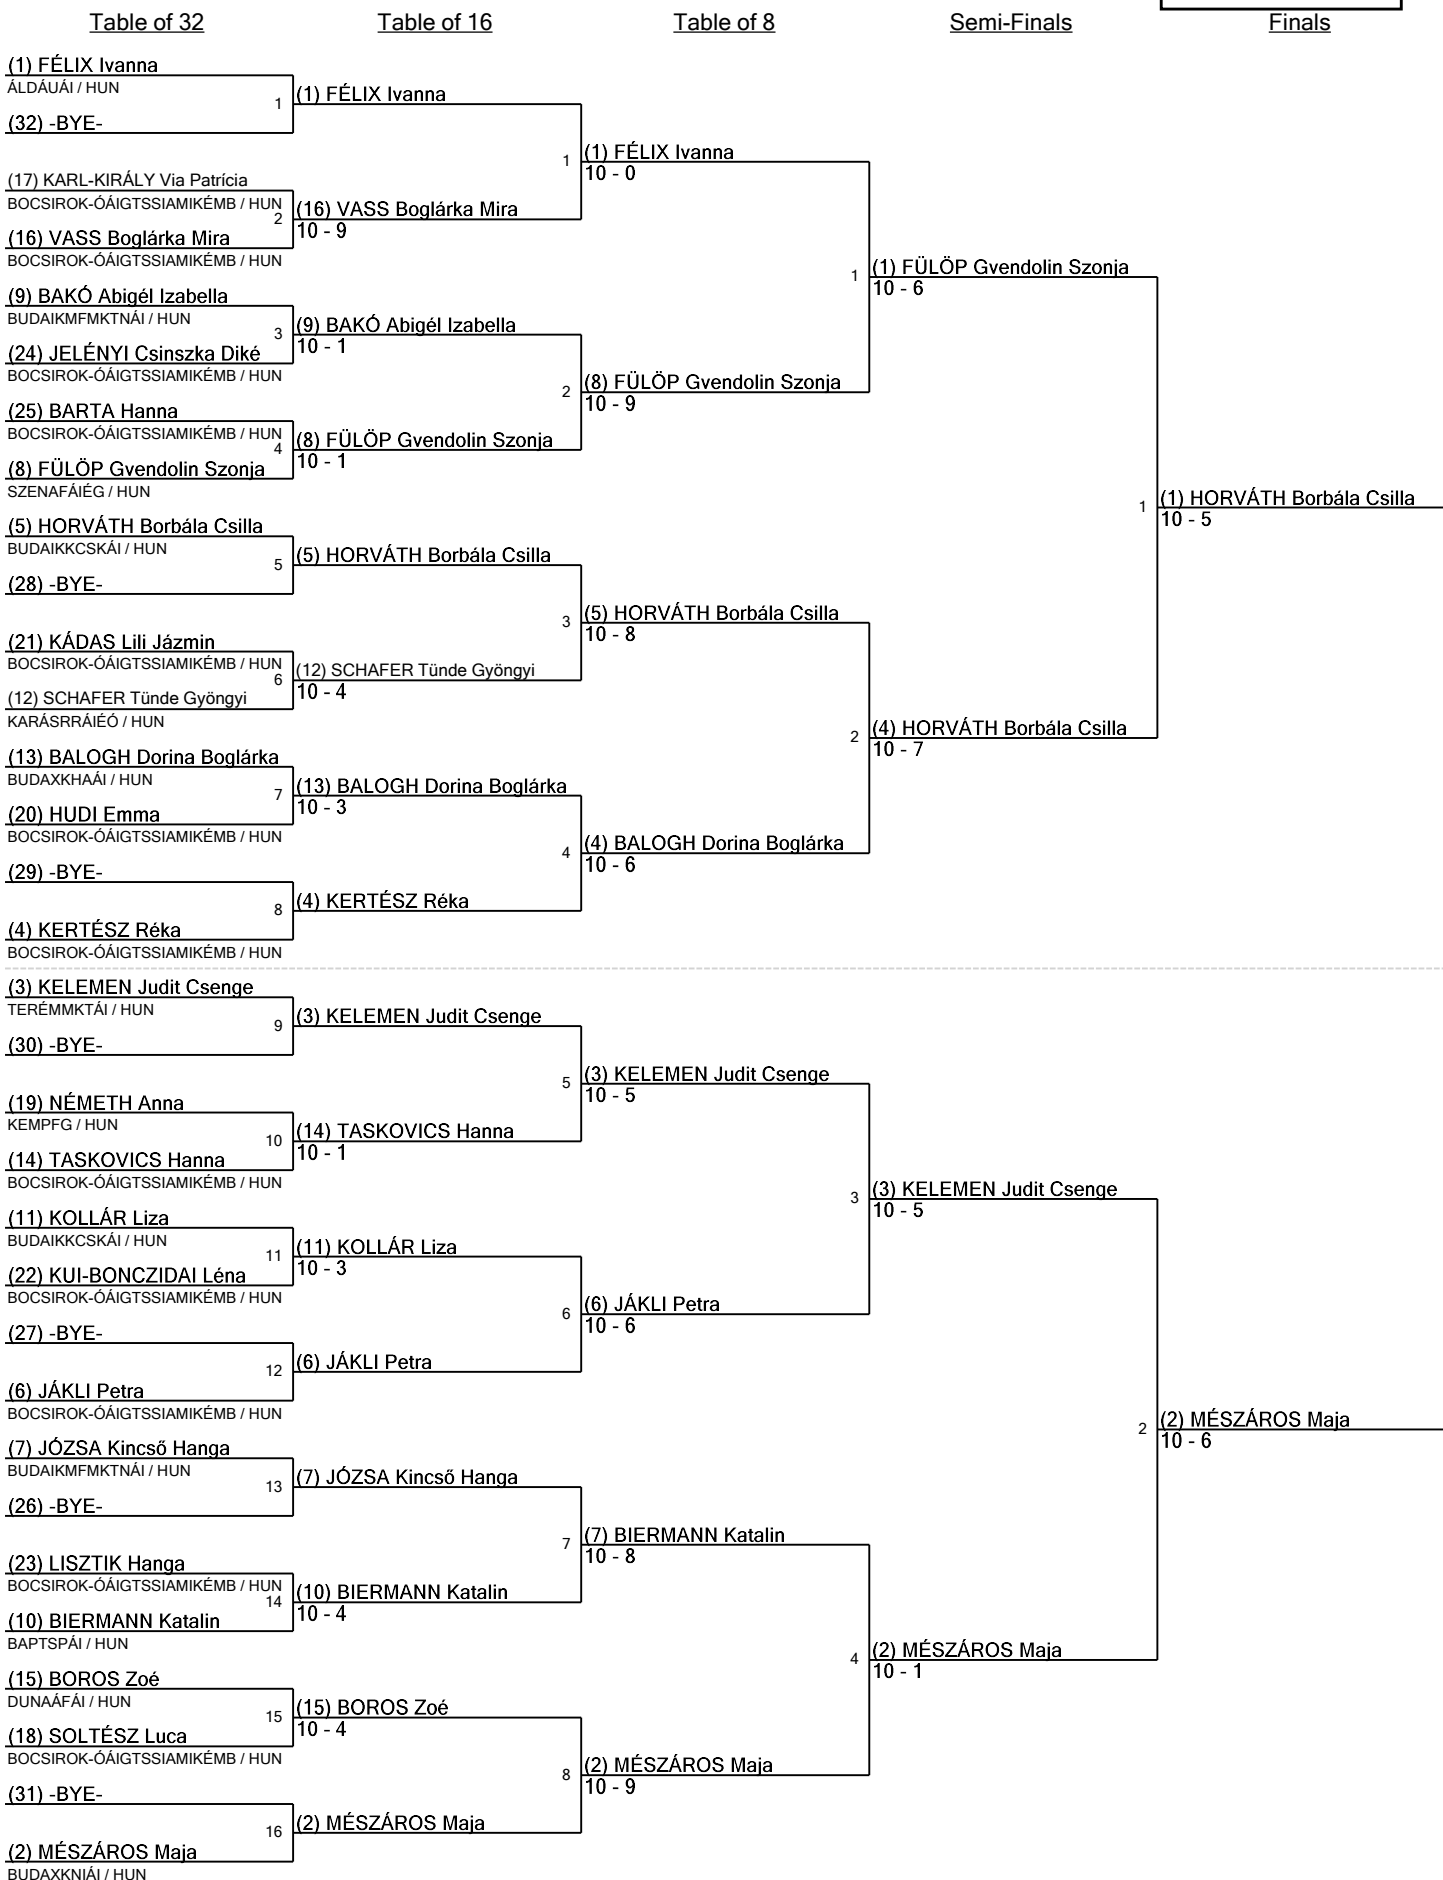 Table of 32
Table of 16
Table of 8
Semi-Finals
Finals
(1) FÉLIX Ivanna
ÁLDÁUÁI / HUN
1
(32) -BYE-
(17) KARL-KIRÁLY Via Patrícia
BOCSIROK-ÓÁIGTSSIAMIKÉMB / HUN
2
(16) VASS Boglárka Mira
BOCSIROK-ÓÁIGTSSIAMIKÉMB / HUN
(9) BAKÓ Abigél Izabella
BUDAIKMFMKTNÁI / HUN
3
(24) JELÉNYI Csinszka Diké
BOCSIROK-ÓÁIGTSSIAMIKÉMB / HUN
(25) BARTA Hanna
BOCSIROK-ÓÁIGTSSIAMIKÉMB / HUN
4
(8) FÜLÖP Gvendolin Szonja
SZENAFÁIÉG / HUN
(5) HORVÁTH Borbála Csilla
BUDAIKKCSKÁI / HUN
5
(28) -BYE-
(21) KÁDAS Lili Jázmin
BOCSIROK-ÓÁIGTSSIAMIKÉMB / HUN
6
(12) SCHAFER Tünde Gyöngyi
KARÁSRRÁIÉÓ / HUN
(13) BALOGH Dorina Boglárka
BUDAXKHAÁI / HUN
7
(20) HUDI Emma
BOCSIROK-ÓÁIGTSSIAMIKÉMB / HUN
(29) -BYE-
8
(4) KERTÉSZ Réka
BOCSIROK-ÓÁIGTSSIAMIKÉMB / HUN
(3) KELEMEN Judit Csenge
TERÉMMKTÁI / HUN
9
(30) -BYE-
(19) NÉMETH Anna
KEMPFG / HUN
10
(14) TASKOVICS Hanna
BOCSIROK-ÓÁIGTSSIAMIKÉMB / HUN
(11) KOLLÁR Liza
BUDAIKKCSKÁI / HUN
11
(22) KUI-BONCZIDAI Léna
BOCSIROK-ÓÁIGTSSIAMIKÉMB / HUN
(27) -BYE-
12
(6) JÁKLI Petra
BOCSIROK-ÓÁIGTSSIAMIKÉMB / HUN
(7) JÓZSA Kincső Hanga
BUDAIKMFMKTNÁI / HUN
13
(26) -BYE-
(23) LISZTIK Hanga
BOCSIROK-ÓÁIGTSSIAMIKÉMB / HUN
14
(10) BIERMANN Katalin
BAPTSPÁI / HUN
(15) BOROS Zoé
DUNAÁFÁI / HUN
15
(18) SOLTÉSZ Luca
BOCSIROK-ÓÁIGTSSIAMIKÉMB / HUN
(31) -BYE-
16
(2) MÉSZÁROS Maja
BUDAXKNIÁI / HUN
(1) FÉLIX Ivanna
1
(16) VASS Boglárka Mira
10 - 9
(9) BAKÓ Abigél Izabella
10 - 1
2
(8) FÜLÖP Gvendolin Szonja
10 - 1
(5) HORVÁTH Borbála Csilla
3
(12) SCHAFER Tünde Gyöngyi
10 - 4
(13) BALOGH Dorina Boglárka
10 - 3
4
(4) KERTÉSZ Réka
(3) KELEMEN Judit Csenge
5
(14) TASKOVICS Hanna
10 - 1
(11) KOLLÁR Liza
10 - 3
6
(6) JÁKLI Petra
(7) JÓZSA Kincső Hanga
7
(10) BIERMANN Katalin
10 - 4
(15) BOROS Zoé
10 - 4
8
(2) MÉSZÁROS Maja
(1) FÉLIX Ivanna
10 - 0
1
(8) FÜLÖP Gvendolin Szonja
10 - 9
(5) HORVÁTH Borbála Csilla
10 - 8
2
(4) BALOGH Dorina Boglárka
10 - 6
(3) KELEMEN Judit Csenge
10 - 5
3
(6) JÁKLI Petra
10 - 6
(7) BIERMANN Katalin
10 - 8
4
(2) MÉSZÁROS Maja
10 - 9
(1) FÜLÖP Gvendolin Szonja
10 - 6
1
(4) HORVÁTH Borbála Csilla
10 - 7
(3) KELEMEN Judit Csenge
10 - 5
2
(2) MÉSZÁROS Maja
10 - 1
(1) HORVÁTH Borbála Csilla
10 - 5
(2) MÉSZÁROS Maja
10 - 6